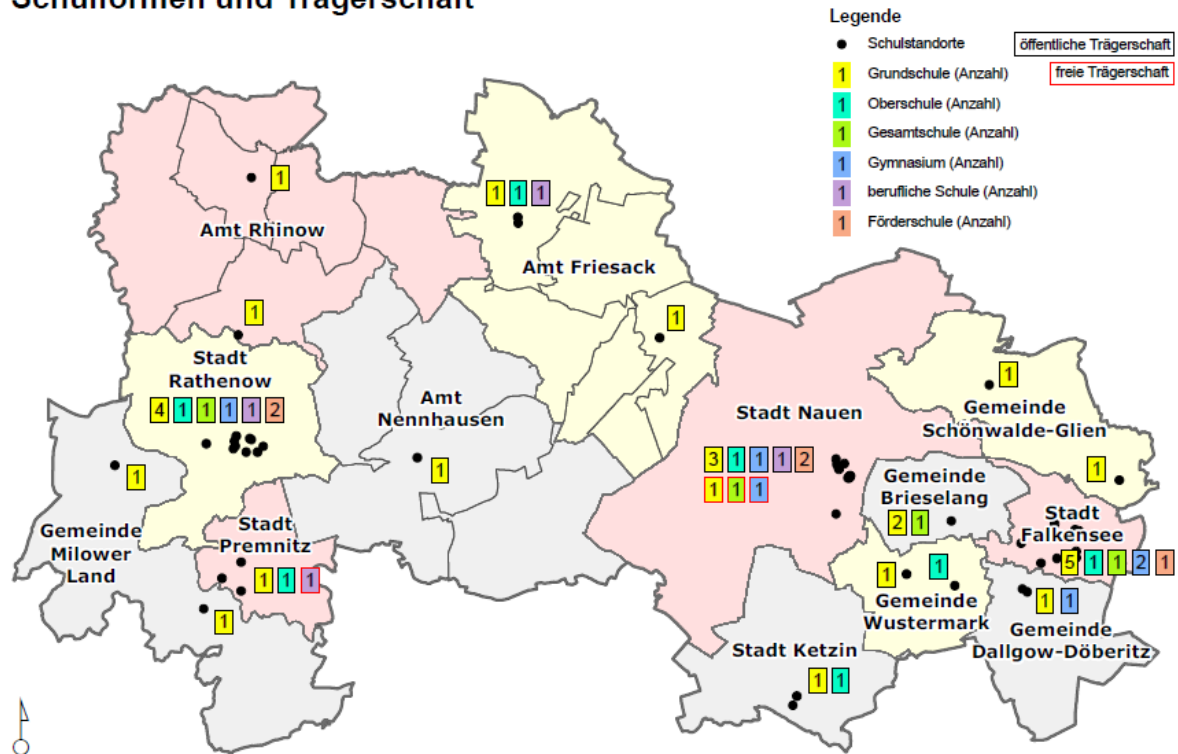 Schulformen und Trägerschaft
Legende
Schulstandorte
öffentliche Trägerschaft
1 Grundschule (Anzahl)
freie Trägerschaft
1 Oberschule (Anzahl)
1 Gesamtschule (Anzahl)
1 Gymnasium (Anzahl)
1 berufliche Schule (Anzahl)
1 Förderschule (Anzahl)
1
Amt Rhinow
1
1 1 1
Amt Friesack
1
Stadt
Rathenow
4 1 1 1 1 2
Amt
Nennhausen
1
Stadt Nauen
3 1 1 1 2
1 1 1
1
Gemeinde
Schönwalde-Glien
1
Gemeinde
Brieselang
2 1
Stadt
Falkensee
5 1 1 2 1
1
Gemeinde
Milower
Land
1
Stadt
Premnitz
1 1 1
1 1
Gemeinde
Wustermark
1 1
Gemeinde
Dallgow-Döberitz
Stadt Ketzin
1 1